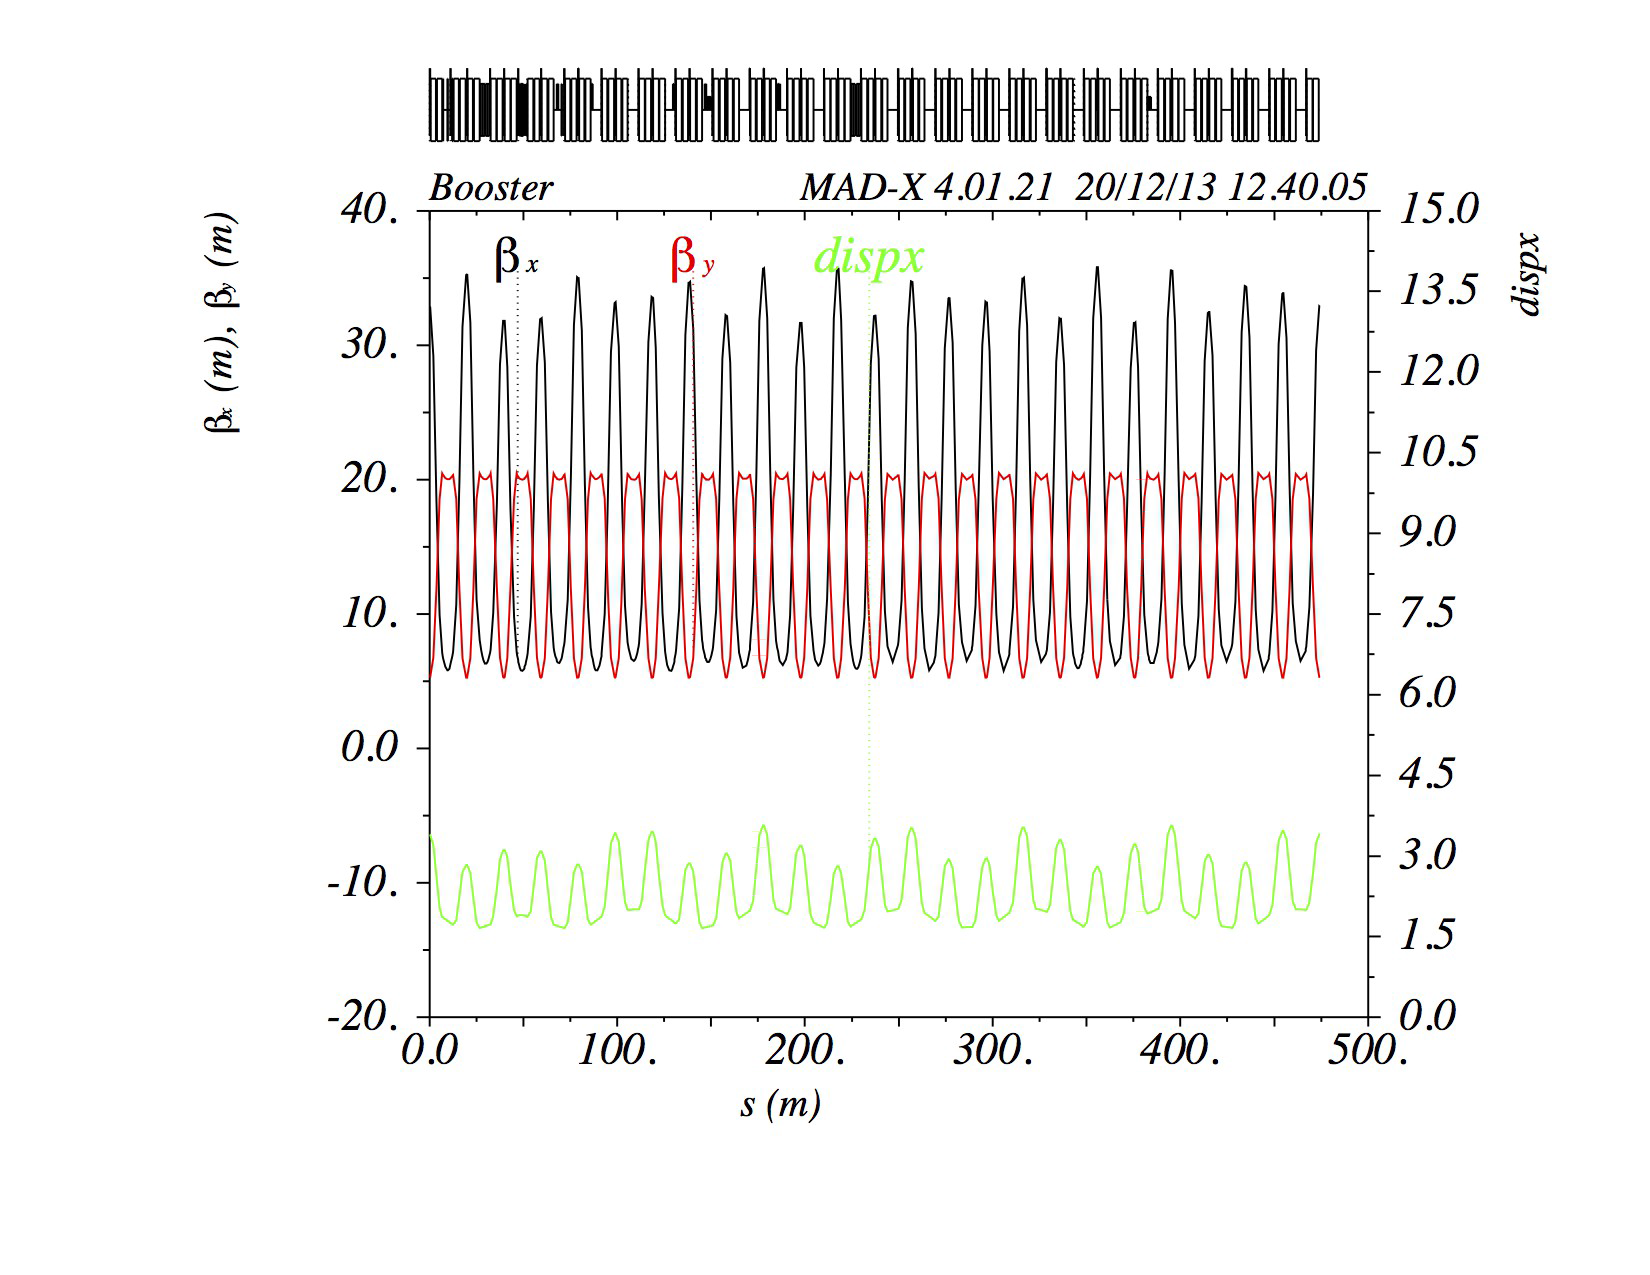 Booster MAD-X 4.01.21 20/12/13 12.40.05
βx (m), βy (m)
40.
30.
20.
10.
0.0
-10.
-20.
βx
βy
dispx
15.0
13.5
12.0
10.5
9.0
7.5
6.0
4.5
3.0
1.5
0.0
dispx
0.0 100. 200. 300. 400. 500.
s (m)